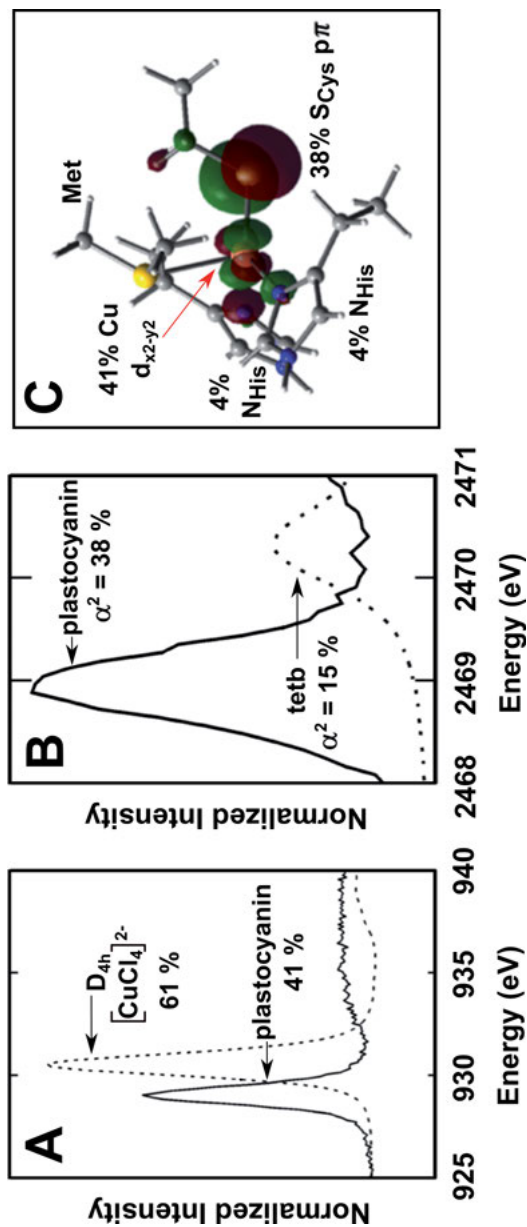 A
D4h
[CuCl4]2-
61 %
plastocyanin
41 %
Normalized Intensity
925
930
935
940
Energy (eV)
B
plastocyanin
α2 = 38 %
tetb
α2 = 15 %
Normalized Intensity
2468
2469
2470
2471
Energy (eV)
C
Met
41% Cu
dx2-y2
4%
NHis
4% NHis
38% SCys pπ